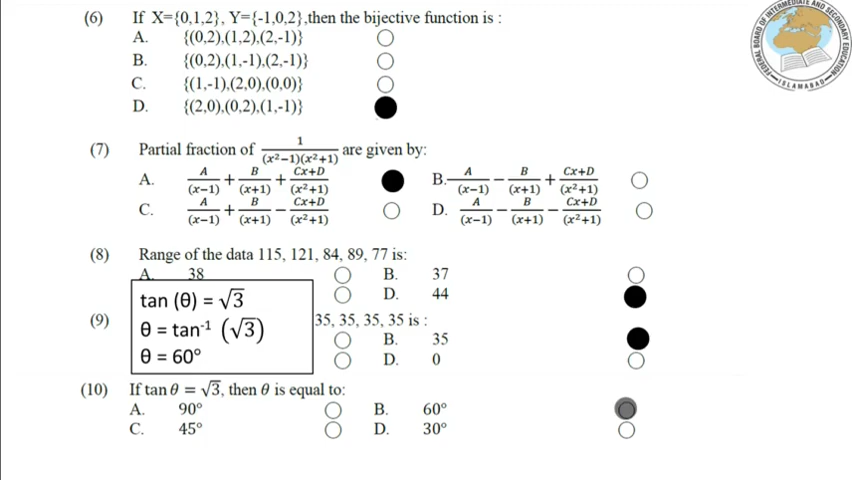 (6) If X={0,1,2}, Y={-1,0,2},then the bijective function is :
A. {(0,2),(1,2),(2,-1)}
B. {(0,2),(1,-1),(2,-1)}
C. {(1,-1),(2,0),(0,0)}
D. {(2,0),(0,2),(1,-1)}
FEDERAL BOARD OF INTERMEDIATE AND SECONDARY EDUCATION ISLAMABAD
(7) Partial fraction of 1/((x²−1)(x²+1)) are given by:
A. A/(x−1) + B/(x+1) + Cx+D/(x²+1) B. A/(x−1) − B/(x+1) + Cx+D/(x²+1)
C. A/(x−1) + B/(x+1) − Cx+D/(x²+1) D. A/(x−1) − B/(x+1) − Cx+D/(x²+1)
(8) Range of the data 115, 121, 84, 89, 77 is:
A. 38 B. 37
D. 44
tan (θ) = √3
θ = tan⁻¹ (√3)
θ = 60°
(9) 35, 35, 35, 35 is :
B. 35
D. 0
(10) If tan θ = √3, then θ is equal to:
A. 90° B. 60°
C. 45° D. 30°